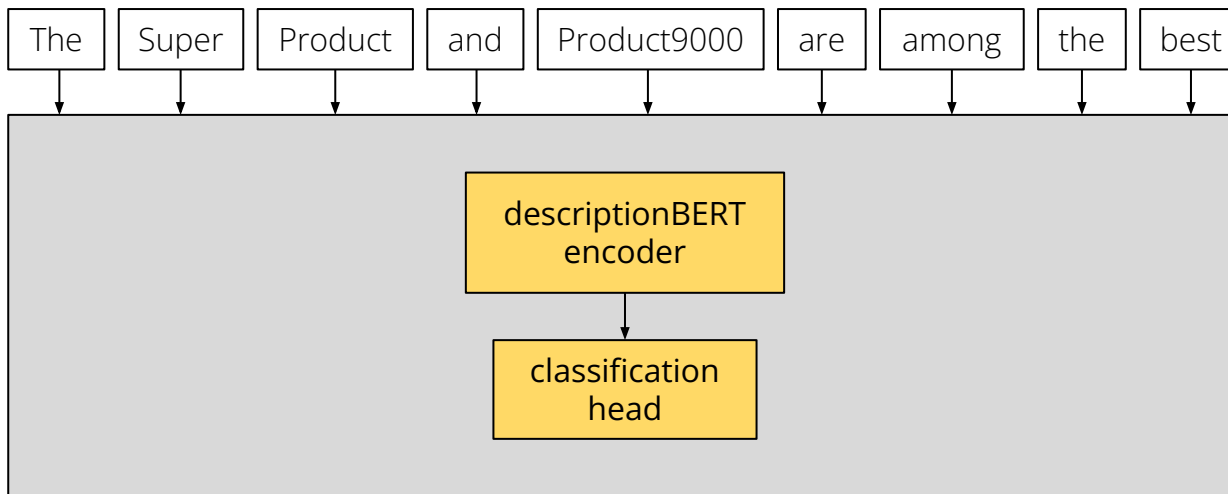 The Super Product and Product9000 are among the best
descriptionBERT
encoder
classification
head